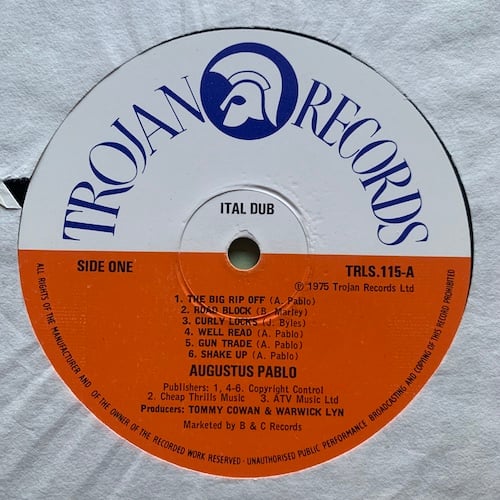 TROJAN RECORDS
ITAL DUB
SIDE ONE
TRLS.115-A
℗ 1975 Trojan Records Ltd
1. THE BIG RIP OFF (A. Pablo)
2. ROAD BLOCK (B. Marley)
3. CURLY LOCKS (J. Byles)
4. WELL READ (A. Pablo)
5. GUN TRADE (A. Pablo)
6. SHAKE UP (A. Pablo)
AUGUSTUS PABLO
Publishers: 1, 4-6. Copyright Control
2. Cheap Thrills Music 3. ATV Music Ltd
Producers: TOMMY COWAN & WARWICK LYN
Marketed by B & C Records
ALL RIGHTS OF THE MANUFACTURER AND OF THE OWNER OF THE RECORDED WORK RESERVED - UNAUTHORISED PUBLIC PERFORMANCE BROADCASTING AND COPYING OF THIS RECORD PROHIBITED